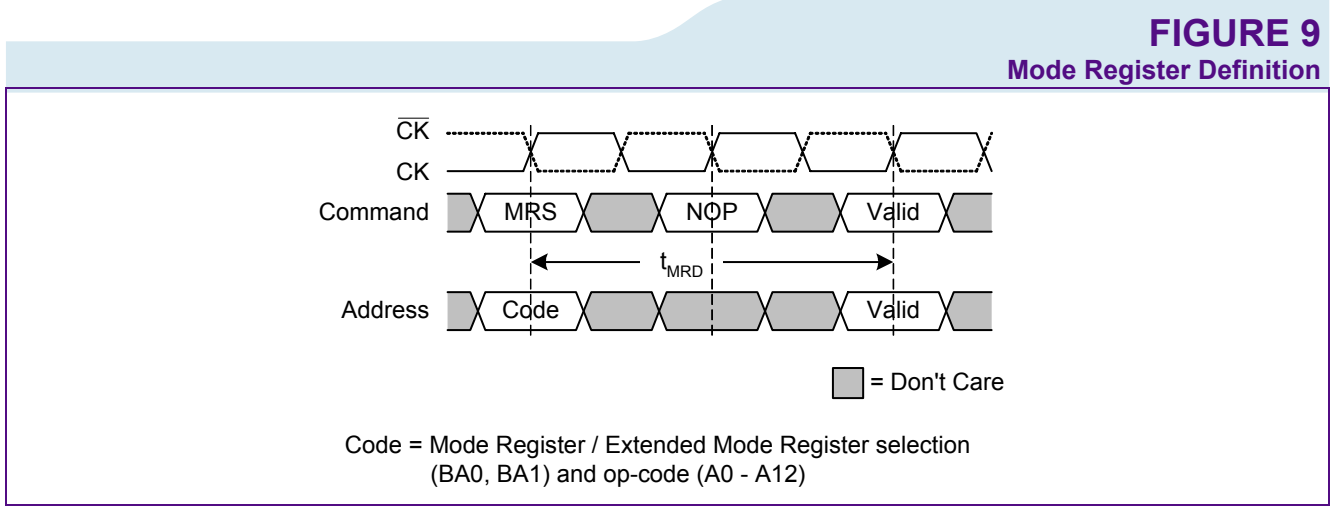 FIGURE 9
Mode Register Definition
C̅K̅
CK
Command MRS NOP Valid
tMRD
Address Code Valid
= Don't Care
Code = Mode Register / Extended Mode Register selection
(BA0, BA1) and op-code (A0 - A12)